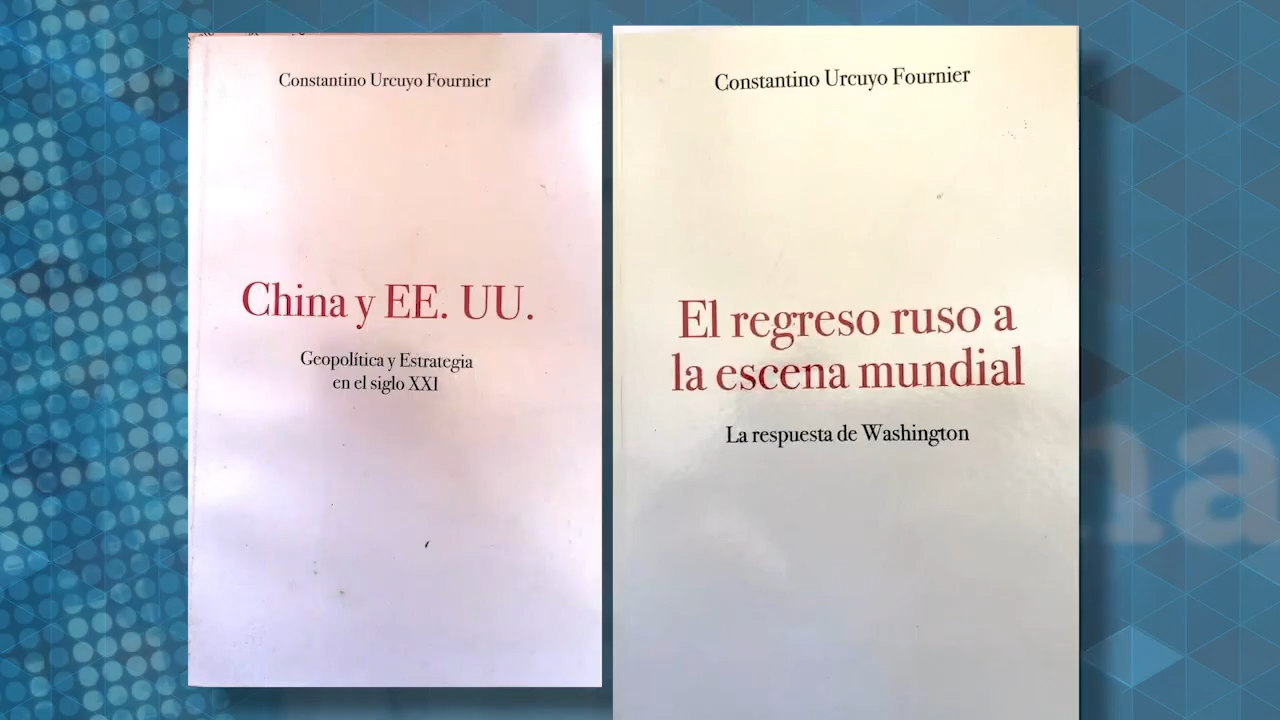 Constantino Urcuyo Fournier
China y EE. UU.
Geopolítica y Estrategia
en el siglo XXI
Constantino Urcuyo Fournier
El regreso ruso a
la escena mundial
La respuesta de Washington
na